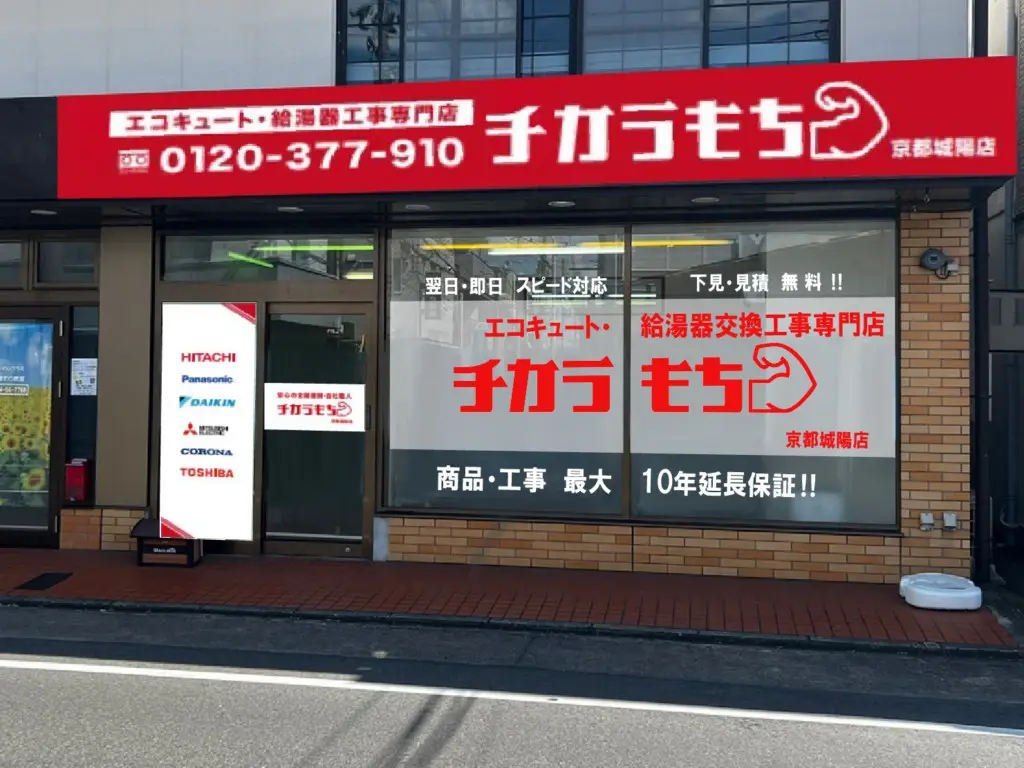 エコキュート・給湯器工事専門店
0120-377-910
チカラもち
京都城陽店
翌日・即日 スピード対応
下見・見積 無料!!
エコキュート・給湯器交換工事専門店
チカラもち
京都城陽店
商品・工事 最大 10年延長保証!!
HITACHI
Panasonic
DAIKIN
MITSUBISHI
ELECTRIC
CORONA
TOSHIBA
チカラもち